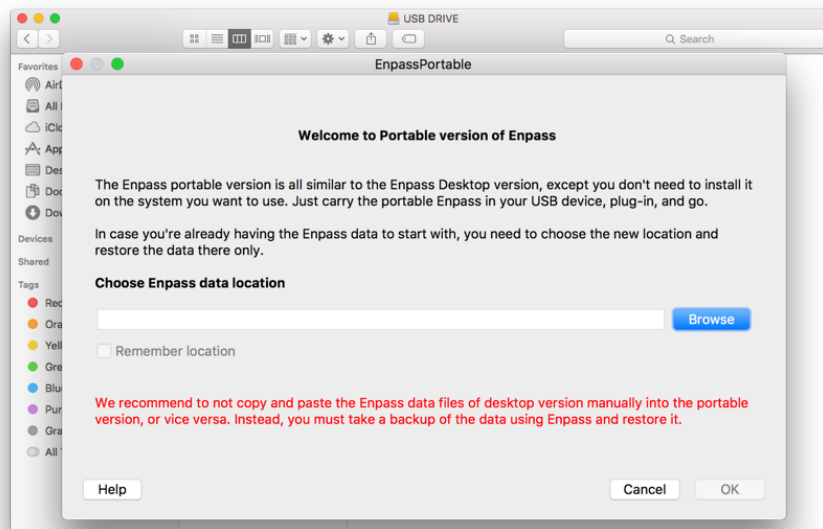 USB DRIVE
Search
EnpassPortable
Favorites
All
Devices
Shared
Tags
All
Welcome to Portable version of Enpass
The Enpass portable version is all similar to the Enpass Desktop version, except you don't need to install it
on the system you want to use. Just carry the portable Enpass in your USB device, plug-in, and go.
In case you're already having the Enpass data to start with, you need to choose the new location and
restore the data there only.
Choose Enpass data location
Browse
Remember location
We recommend to not copy and paste the Enpass data files of desktop version manually into the portable
version, or vice versa. Instead, you must take a backup of the data using Enpass and restore it.
Help
Cancel
OK